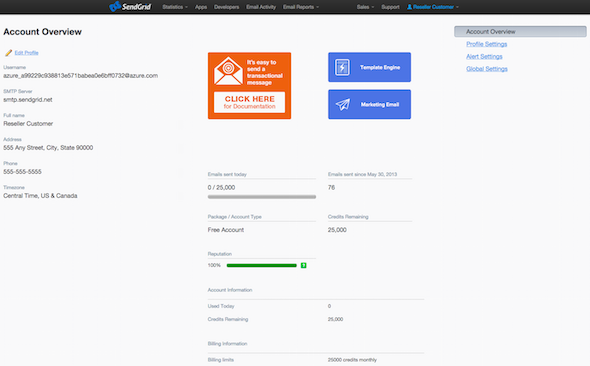 SendGrid
Statistics
Apps
Developers
Email Activity
Email Reports
Sales
Support
Reseller Customer
Account Overview
Edit Profile
Username
azure_a99229c938813e571babea0e6bff0732@azure.com
SMTP Server
smtp.sendgrid.net
Full name
Reseller Customer
Address
555 Any Street, City, State 90000
Phone
555-555-5555
Timezone
Central Time, US & Canada
It's easy to
send a
transactional
message
CLICK HERE
for Documentation
Template Engine
Marketing Email
Emails sent today
0 / 25,000
Emails sent since May 30, 2013
76
Package / Account Type
Free Account
Credits Remaining
25,000
Reputation
100%
?
Account Information
Used Today
0
Credits Remaining
25,000
Billing Information
Billing limits
25000 credits monthly
Account Overview
Profile Settings
Alert Settings
Global Settings